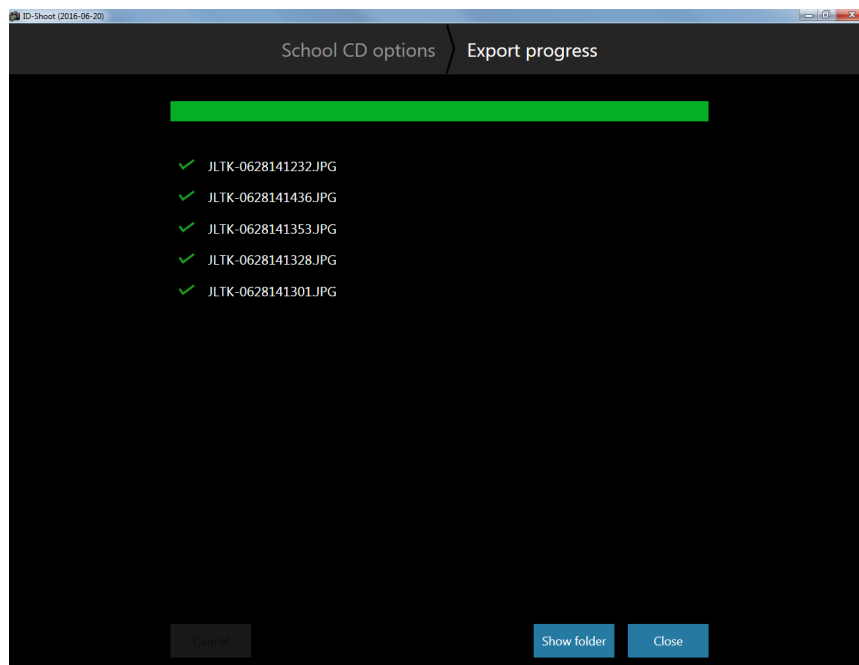 ID-Shoot (2016-06-20)
School CD options Export progress
JLTK-0628141232.JPG
JLTK-0628141436.JPG
JLTK-0628141353.JPG
JLTK-0628141328.JPG
JLTK-0628141301.JPG
Cancel Show folder Close